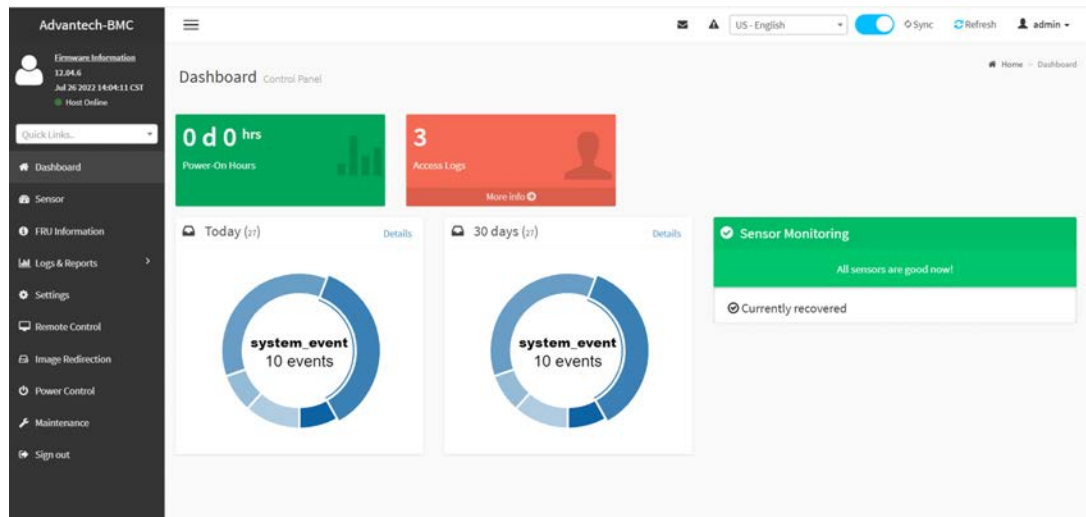 Advantech-BMC
US - English
Sync
Refresh
admin
Firmware Information
12.04.6
Jul 26 2022 14:04:11 CST
Host Online
Quick Links..
Dashboard
Sensor
FRU Information
Logs & Reports
Settings
Remote Control
Image Redirection
Power Control
Maintenance
Sign out
Dashboard Control Panel
Home - Dashboard
0 d 0 hrs
Power-On Hours
3
Access Logs
More info
Today (27)
Details
system_event
10 events
30 days (27)
Details
system_event
10 events
Sensor Monitoring
All sensors are good now!
Currently recovered